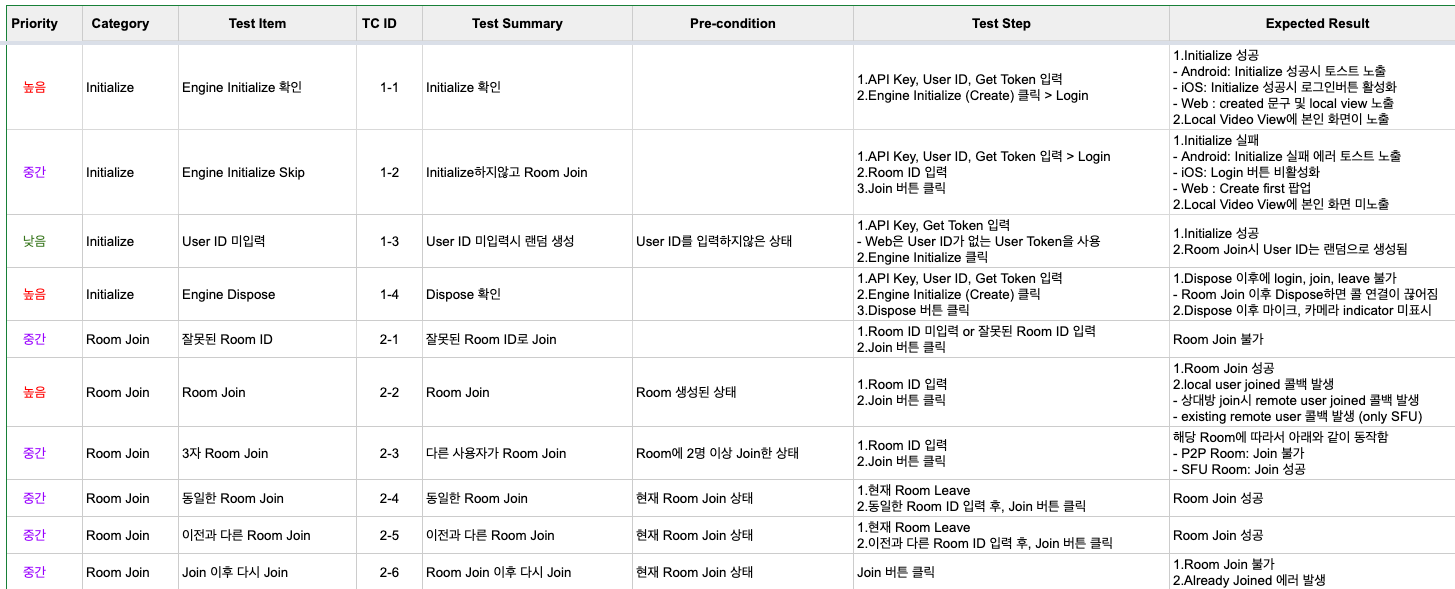 Priority Category Test Item TC ID Test Summary Pre-condition Test Step Expected Result
높음 Initialize Engine Initialize 확인 1-1 Initialize 확인
1.API Key, User ID, Get Token 입력
2.Engine Initialize (Create) 클릭 > Login
1.Initialize 성공
- Android: Initialize 성공시 토스트 노출
- iOS: Initialize 성공시 로그인버튼 활성화
- Web : created 문구 및 local view 노출
2.Local Video View에 본인 화면이 노출
중간 Initialize Engine Initialize Skip 1-2 Initialize하지않고 Room Join
1.API Key, User ID, Get Token 입력 > Login
2.Room ID 입력
3.Join 버튼 클릭
1.Initialize 실패
- Android: Initialize 실패 에러 토스트 노출
- iOS: Login 버튼 비활성화
- Web : Create first 팝업
2.Local Video View에 본인 화면 미노출
낮음 Initialize User ID 미입력 1-3 User ID 미입력시 랜덤 생성 User ID를 입력하지않은 상태
1.API Key, Get Token 입력
- Web은 User ID가 없는 User Token을 사용
2.Engine Initialize 클릭
1.Initialize 성공
2.Room Join시 User ID는 랜덤으로 생성됨
높음 Initialize Engine Dispose 1-4 Dispose 확인
1.API Key, User ID, Get Token 입력
2.Engine Initialize (Create) 클릭
3.Dispose 버튼 클릭
1.Dispose 이후에 login, join, leave 불가
- Room Join 이후 Dispose하면 콜 연결이 끊어짐
2.Dispose 이후 마이크, 카메라 indicator 미표시
중간 Room Join 잘못된 Room ID 2-1 잘못된 Room ID로 Join
1.Room ID 미입력 or 잘못된 Room ID 입력
2.Join 버튼 클릭
Room Join 불가
높음 Room Join Room Join 2-2 Room Join Room 생성된 상태
1.Room ID 입력
2.Join 버튼 클릭
1.Room Join 성공
2.local user joined 콜백 발생
- 상대방 join시 remote user joined 콜백 발생
- existing remote user 콜백 발생 (only SFU)
중간 Room Join 3자 Room Join 2-3 다른 사용자가 Room Join Room에 2명 이상 Join한 상태
1.Room ID 입력
2.Join 버튼 클릭
해당 Room에 따라서 아래와 같이 동작함
- P2P Room: Join 불가
- SFU Room: Join 성공
중간 Room Join 동일한 Room Join 2-4 동일한 Room Join 현재 Room Join 상태
1.현재 Room Leave
2.동일한 Room ID 입력 후, Join 버튼 클릭
Room Join 성공
중간 Room Join 이전과 다른 Room Join 2-5 이전과 다른 Room Join 현재 Room Join 상태
1.현재 Room Leave
2.이전과 다른 Room ID 입력 후, Join 버튼 클릭
Room Join 성공
중간 Room Join Join 이후 다시 Join 2-6 Room Join 이후 다시 Join 현재 Room Join 상태
Join 버튼 클릭
1.Room Join 불가
2.Already Joined 에러 발생